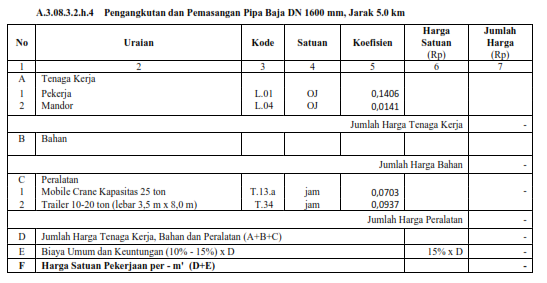 A.3.08.3.2.h.4 Pengangkutan dan Pemasangan Pipa Baja DN 1600 mm, Jarak 5.0 km
No Uraian Kode Satuan Koefisien Harga Satuan (Rp) Jumlah Harga (Rp)
1 2 3 4 5 6 7
A Tenaga Kerja
1 Pekerja L.01 OJ 0,1406
2 Mandor L.04 OJ 0,0141
Jumlah Harga Tenaga Kerja -
B Bahan
Jumlah Harga Bahan -
C Peralatan
1 Mobile Crane Kapasitas 25 ton T.13.a jam 0,0703 -
2 Trailer 10-20 ton (lebar 3,5 m x 8,0 m) T.34 jam 0,0937
Jumlah Harga Peralatan -
D Jumlah Harga Tenaga Kerja, Bahan dan Peralatan (A+B+C) -
E Biaya Umum dan Keuntungan (10% - 15%) x D 15% x D -
F Harga Satuan Pekerjaan per - m' (D+E) -